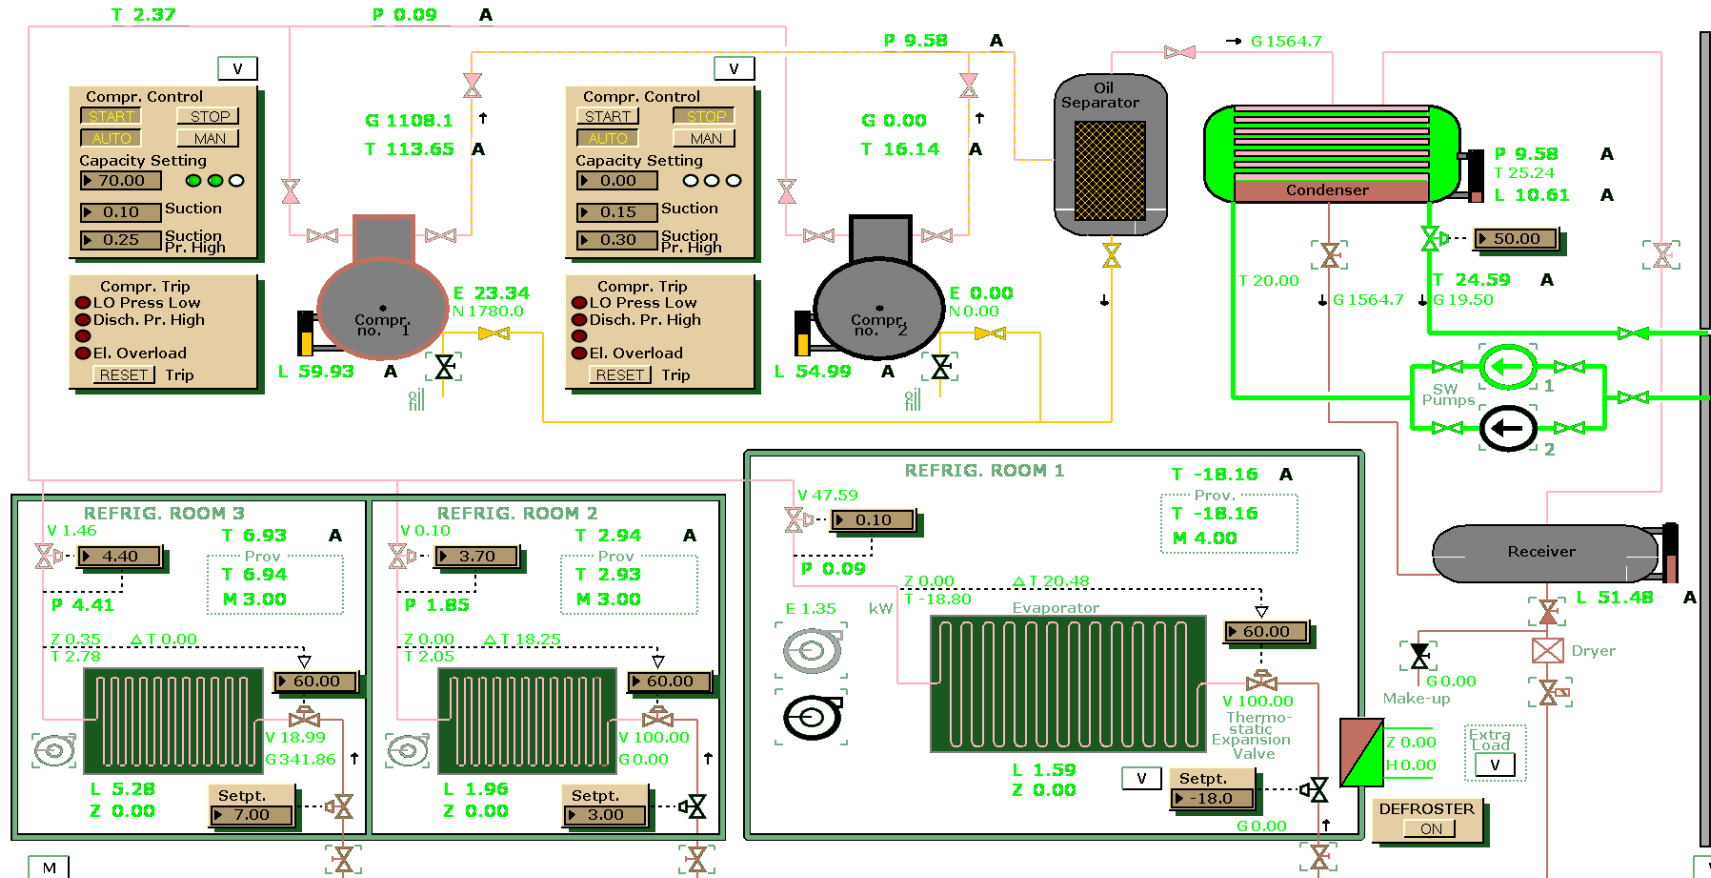 T 2.37 P 0.09 A
P 9.58 A
G 1564.7
V
Compr. Control
START STOP
AUTO MAN
Capacity Setting
70.00
0.10 Suction
0.25 Suction
Pr. High
Compr. Trip
LO Press Low
Disch. Pr. High
El. Overload
RESET Trip
G 1108.1
T 113.65 A
Compr.
no. 1
E 23.34
N 1780.0
L 59.93 A
oil
fill
V
Compr. Control
START STOP
AUTO MAN
Capacity Setting
0.00
0.15 Suction
0.30 Suction
Pr. High
Compr. Trip
LO Press Low
Disch. Pr. High
El. Overload
RESET Trip
G 0.00
T 16.14 A
Compr.
no. 2
E 0.00
N 0.00
L 54.99 A
oil
fill
Oil
Separator
Condenser
P 9.58 A
T 25.24
L 10.61 A
50.00
T 20.00
T 24.59 A
G 1564.7
G 19.50
SW
Pumps
1
2
Receiver
L 51.48 A
Dryer
G 0.00
Make-up
REFRIG. ROOM 3
V 1.46
T 6.93 A
4.40
Prov
T 6.94
M 3.00
P 4.41
Z 0.35 Δ T 0.00
T 2.78
60.00
V 18.99
G 341.86
L 5.28
Z 0.00
Setpt.
7.00
REFRIG. ROOM 2
V 0.10
T 2.94 A
3.70
Prov
T 2.93
M 3.00
P 1.85
Z 0.00 Δ T 18.25
T 2.05
60.00
V 100.00
G 0.00
L 1.96
Z 0.00
Setpt.
3.00
REFRIG. ROOM 1
T -18.16 A
V 47.59
0.10
Prov.
T -18.16
M 4.00
P 0.09
Z 0.00 Δ T 20.48
T -18.80
E 1.35 kW
Evaporator
60.00
V 100.00
Thermo-
static
Expansion
Valve
L 1.59
Z 0.00
V
Setpt.
-18.0
G 0.00
Z 0.00
H 0.00
Extra
Load
V
DEFROSTER
ON
M